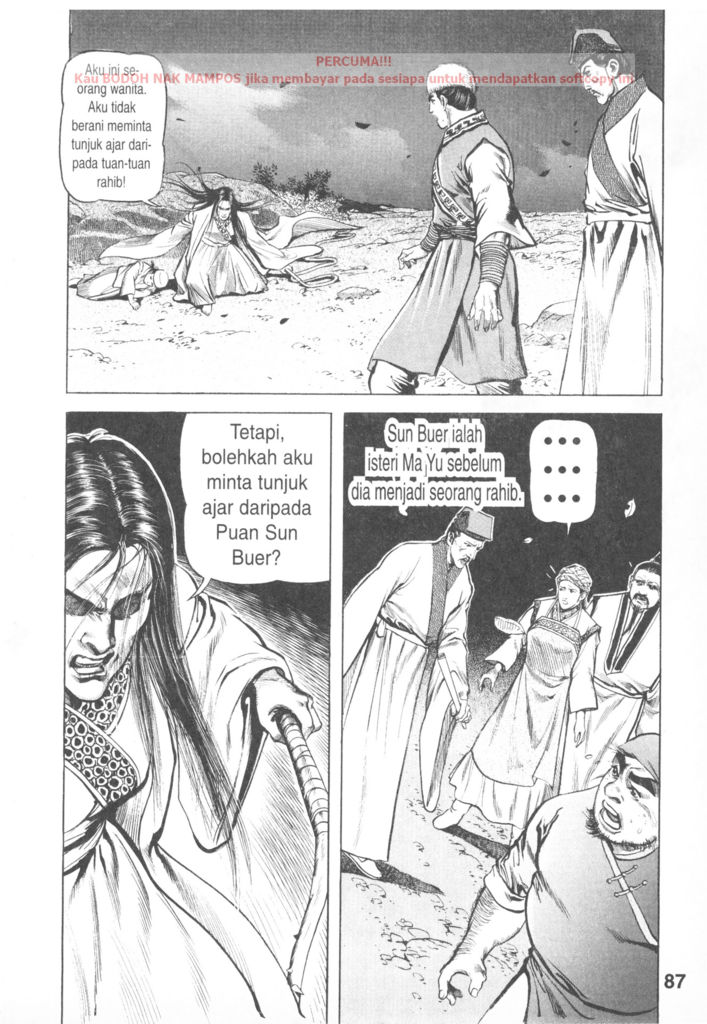 PERCUMA!!!
Kau BODOH NAK MAMPOS jika membayar pada sesiapa untuk mendapatkan softcopy ini
Aku ini se-
orang wanita.
Aku tidak
berani meminta
tunjuk ajar dari-
pada tuan-tuan
rahib!
Tetapi,
bolehkah aku
minta tunjuk
ajar daripada
Puan Sun
Buer?
Sun Buer ialah
isteri Ma Yu sebelum
dia menjadi seorang rahib.
...
...
...
87